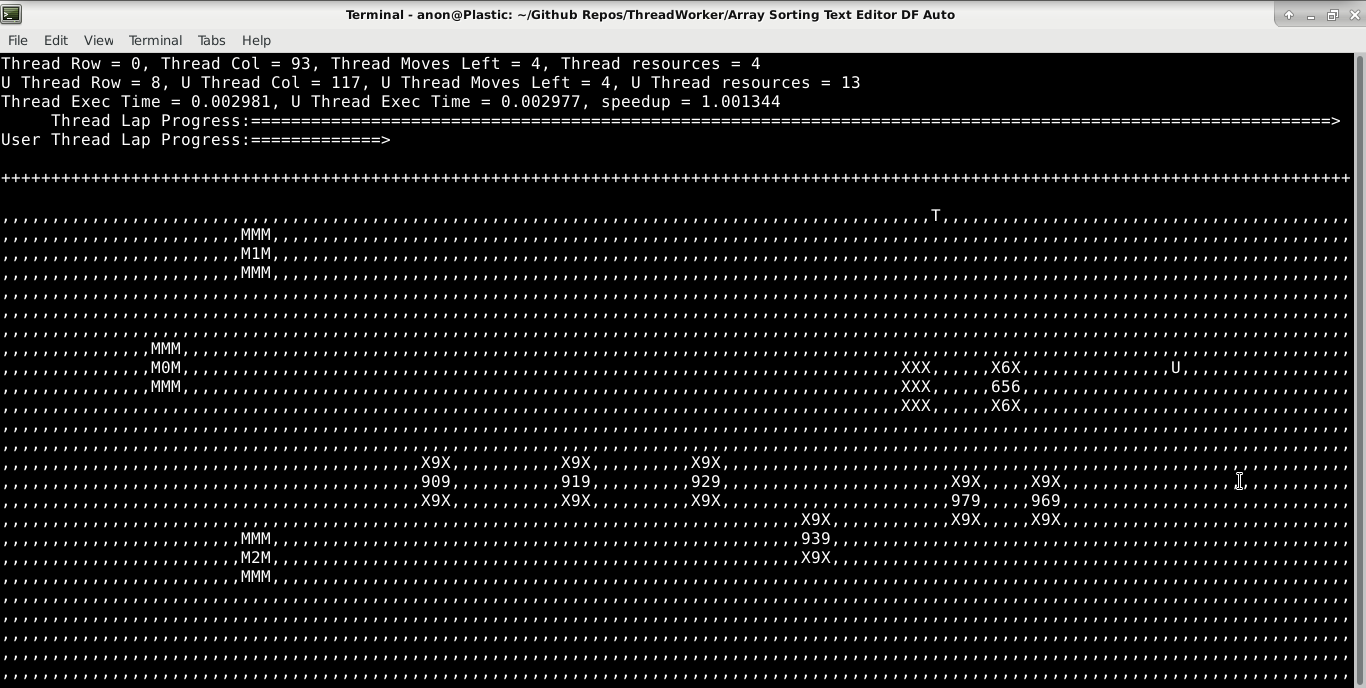 Terminal - anon@Plastic: ~/Github Repos/ThreadWorker/Array Sorting Text Editor DF Auto
File Edit View Terminal Tabs Help
Thread Row = 0, Thread Col = 93, Thread Moves Left = 4, Thread resources = 4
U Thread Row = 8, U Thread Col = 117, U Thread Moves Left = 4, U Thread resources = 13
Thread Exec Time = 0.002981, U Thread Exec Time = 0.002977, speedup = 1.001344
Thread Lap Progress:============================================================================================================>
User Thread Lap Progress:=============>
T
MMM
M1M
MMM
MMM
M0M XXX X6X U
MMM XXX 656
XXX X6X
X9X X9X X9X
909 919 929 X9X X9X
X9X X9X X9X 979 969
X9X X9X X9X
MMM 939
M2M X9X
MMM